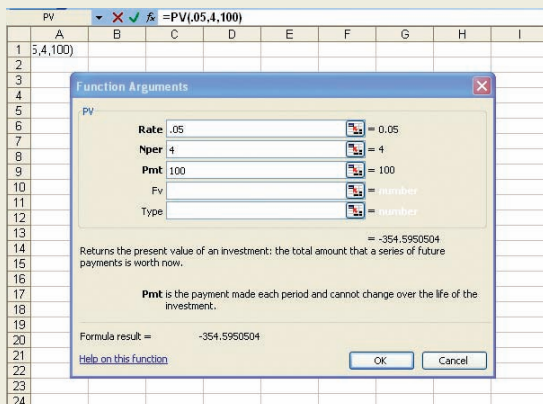 PV =PV(.05,4,100)
A B C D E F G H I
1 5,4,100)
2
3
4
5
6
7
8
9
10
11
12
13
14
15
16
17
18
19
20
21
22
23
24
Function Arguments
PV
Rate .05 = 0.05
Nper 4 = 4
Pmt 100 = 100
Fv = number
Type = number
= -354.5950504
Returns the present value of an investment: the total amount that a series of future
payments is worth now.
Pmt is the payment made each period and cannot change over the life of the
investment.
Formula result = -354.5950504
Help on this function OK Cancel